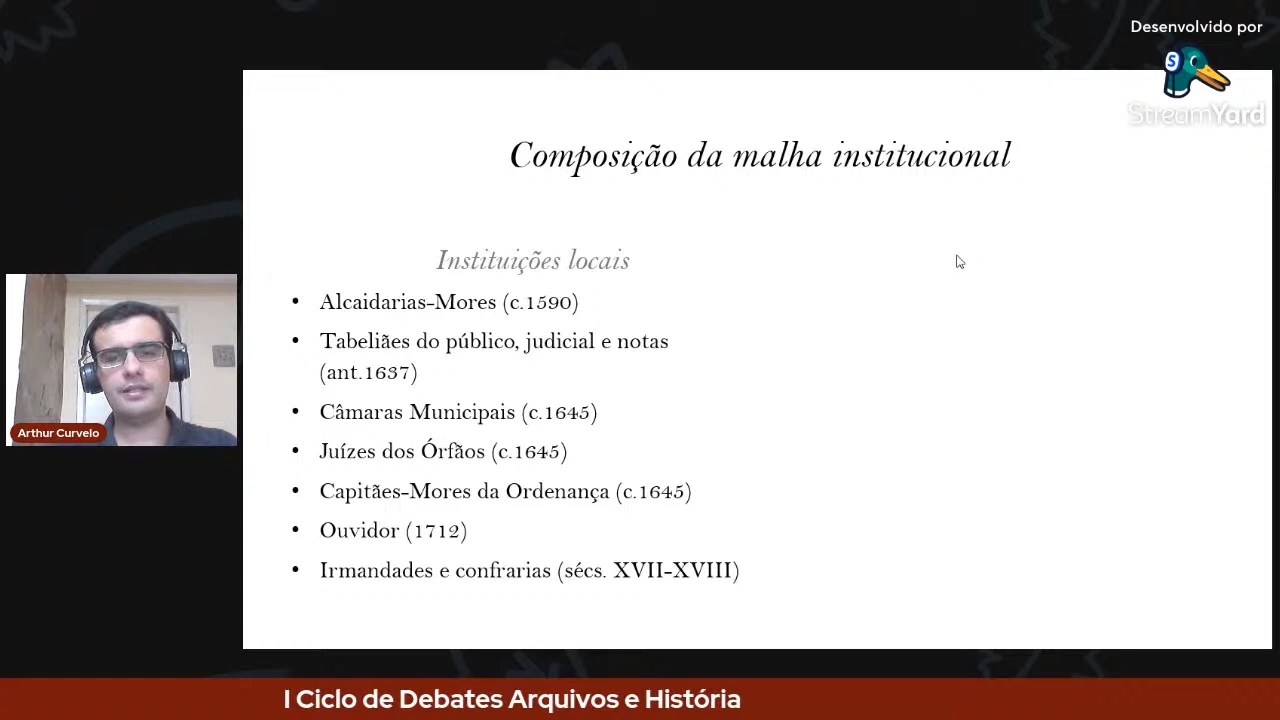 Desenvolvido por
StreamYard
Composição da malha institucional
Instituições locais
• Alcaidarias-Mores (c.1590)
• Tabeliães do público, judicial e notas
(ant.1637)
• Câmaras Municipais (c.1645)
• Juízes dos Órfãos (c.1645)
• Capitães-Mores da Ordenança (c.1645)
• Ouvidor (1712)
• Irmandades e confrarias (sécs. XVII-XVIII)
Arthur Curvelo
I Ciclo de Debates Arquivos e História